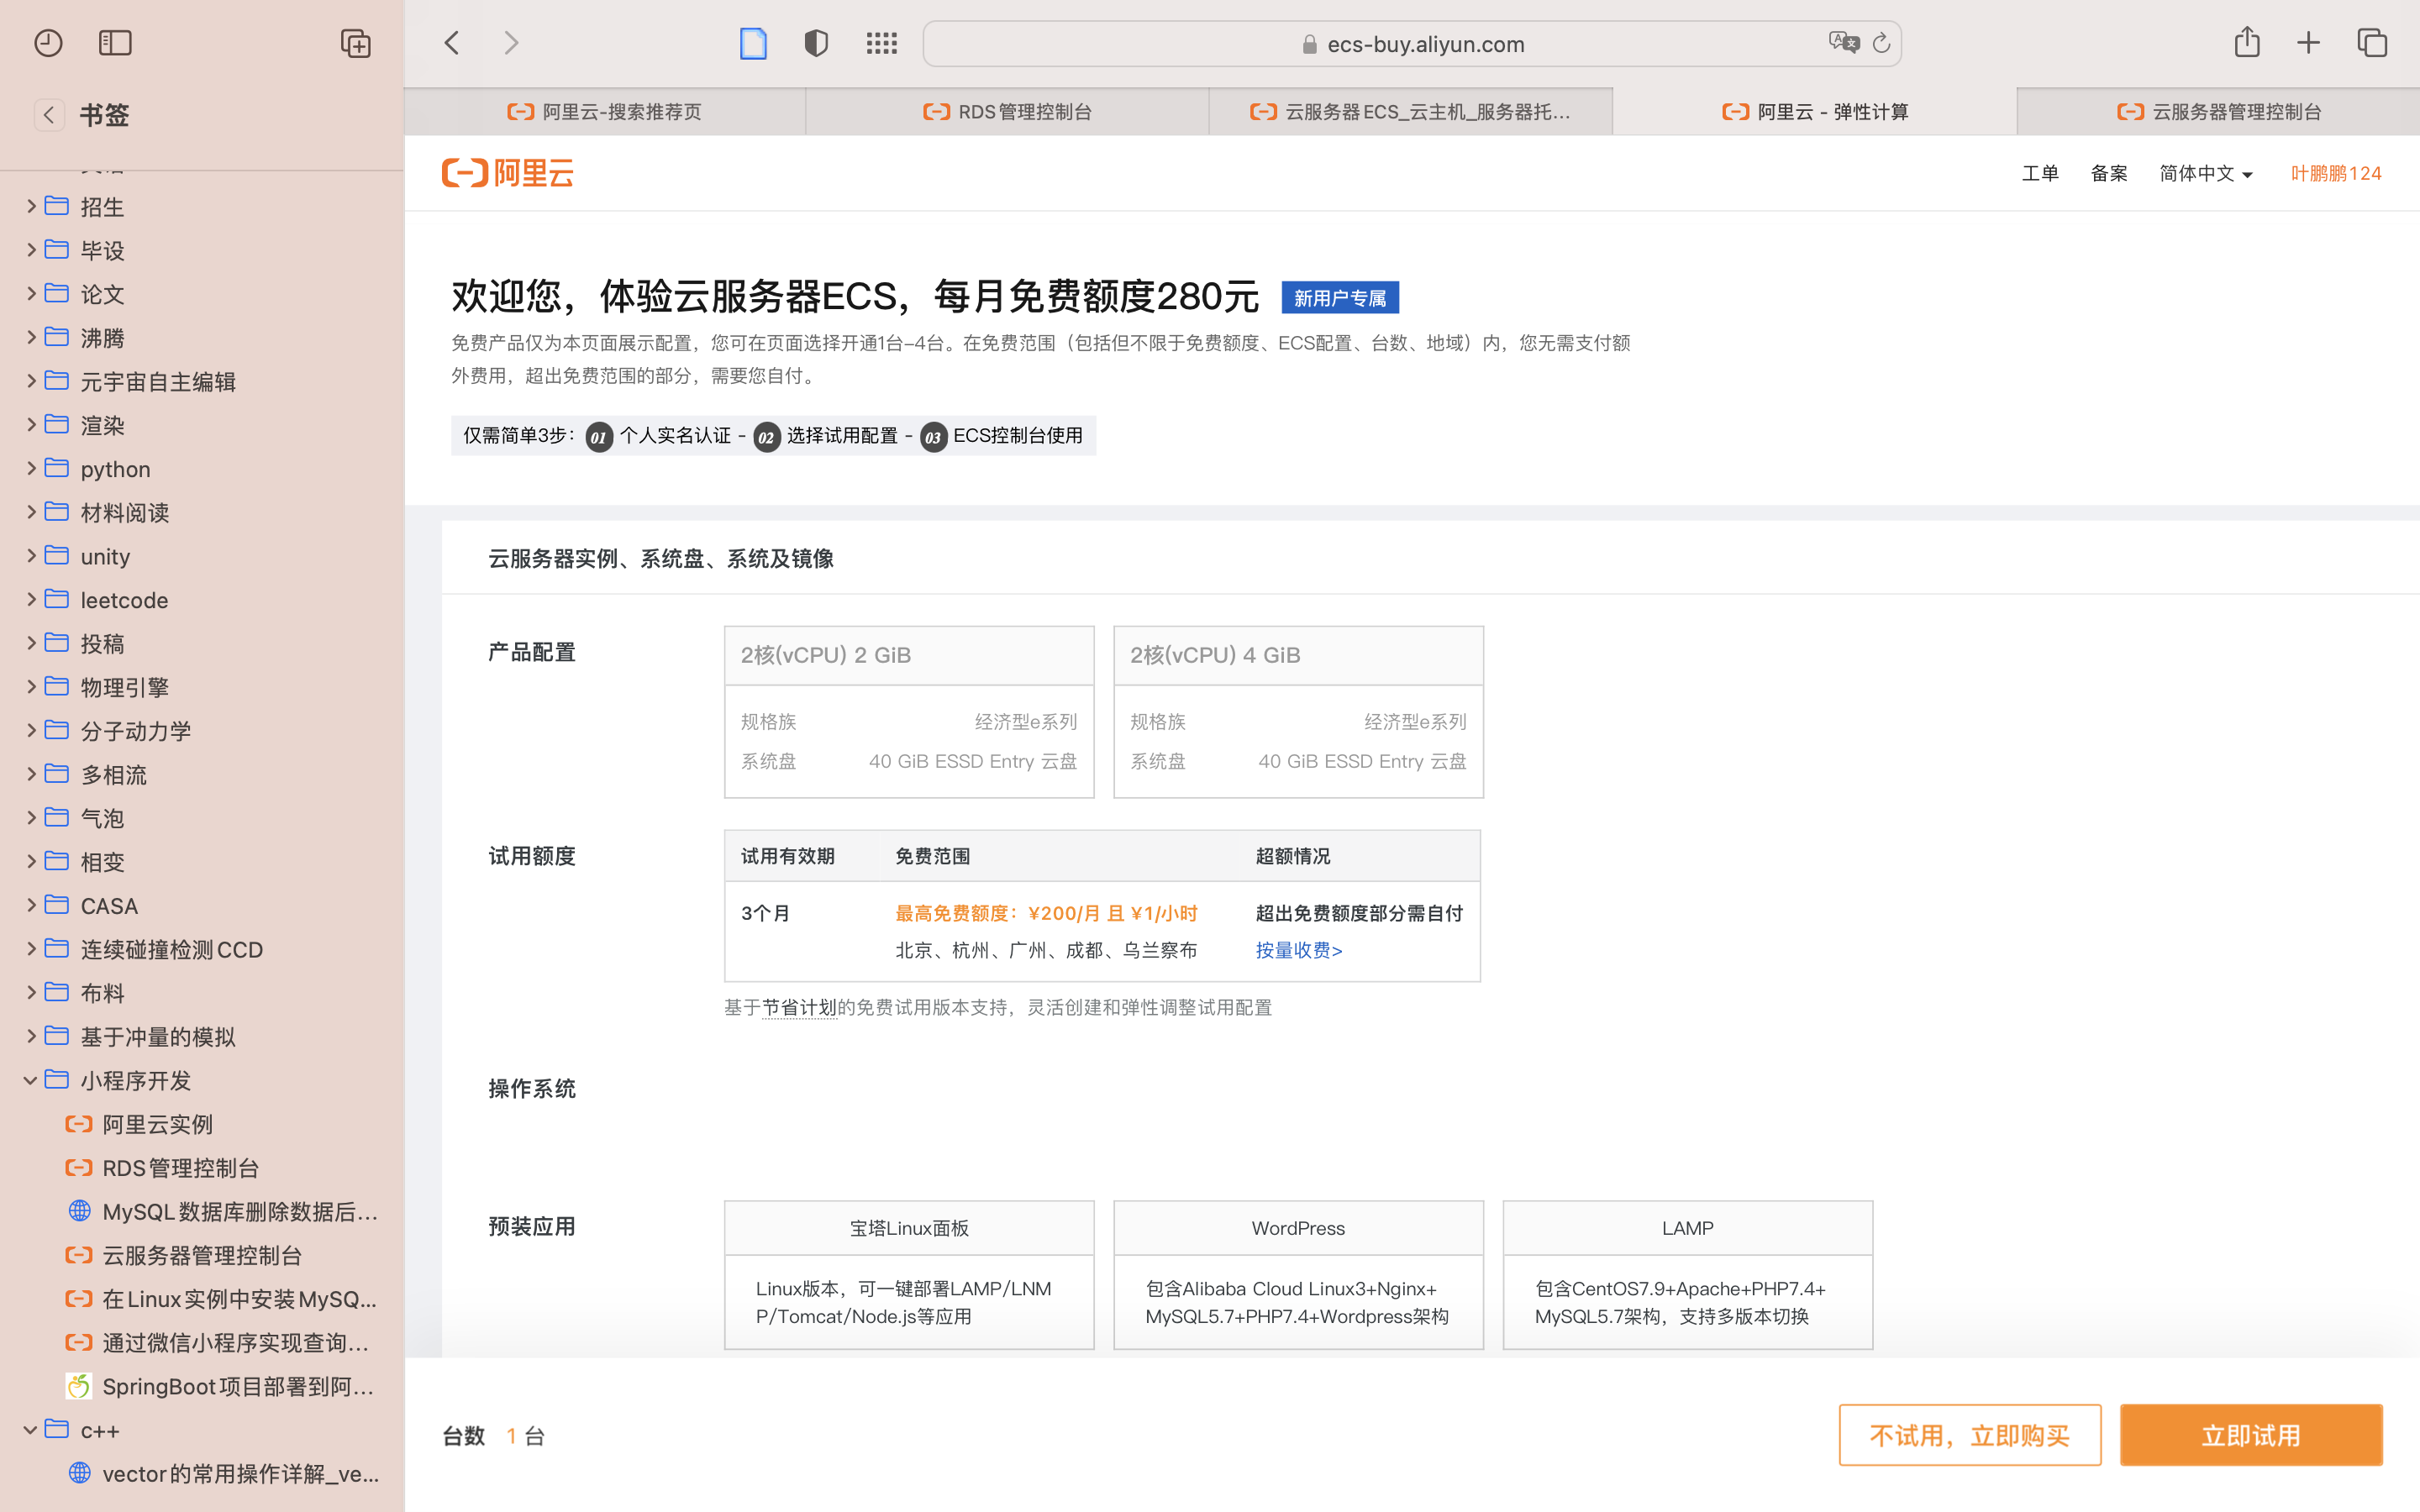 ecs-buy.aliyun.com
书签
招生
毕设
论文
沸腾
元宇宙自主编辑
渲染
python
材料阅读
unity
leetcode
投稿
物理引擎
分子动力学
多相流
气泡
相变
CASA
连续碰撞检测CCD
布料
基于冲量的模拟
小程序开发
阿里云实例
RDS管理控制台
MySQL数据库删除数据后...
云服务器管理控制台
在Linux实例中安装MySQ...
通过微信小程序实现查询...
SpringBoot项目部署到阿...
c++
vector的常用操作详解_ve...
阿里云-搜索推荐页
RDS管理控制台
云服务器ECS_云主机_服务器托...
阿里云 - 弹性计算
云服务器管理控制台
阿里云
工单 备案 简体中文 叶鹏鹏124
欢迎您，体验云服务器ECS，每月免费额度280元 新用户专属
免费产品仅为本页面展示配置，您可在页面选择开通1台-4台。在免费范围（包括但不限于免费额度、ECS配置、台数、地域）内，您无需支付额
外费用，超出免费范围的部分，需要您自付。
仅需简单3步： 01 个人实名认证 - 02 选择试用配置 - 03 ECS控制台使用
云服务器实例、系统盘、系统及镜像
产品配置
2核(vCPU) 2 GiB
规格族 经济型e系列
系统盘 40 GiB ESSD Entry 云盘
2核(vCPU) 4 GiB
规格族 经济型e系列
系统盘 40 GiB ESSD Entry 云盘
试用额度
试用有效期 免费范围 超额情况
3个月 最高免费额度：¥200/月 且 ¥1/小时 超出免费额度部分需自付
北京、杭州、广州、成都、乌兰察布 按量收费>
基于节省计划的免费试用版本支持，灵活创建和弹性调整试用配置
操作系统
预装应用
宝塔Linux面板
Linux版本，可一键部署LAMP/LNM
P/Tomcat/Node.js等应用
WordPress
包含Alibaba Cloud Linux3+Nginx+
MySQL5.7+PHP7.4+Wordpress架构
LAMP
包含CentOS7.9+Apache+PHP7.4+
MySQL5.7架构，支持多版本切换
台数 1 台
不试用，立即购买
立即试用